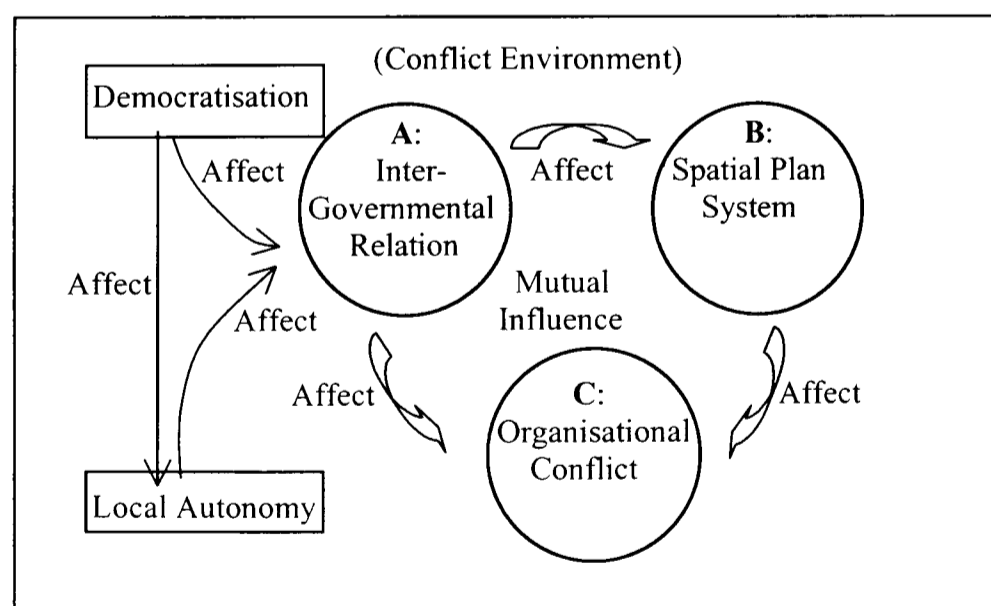 (Conflict Environment)
Democratisation
A:
Inter-
Governmental
Relation
Affect
B:
Spatial Plan
System
Affect
Affect
Affect
Mutual
Influence
Affect
C:
Organisational
Conflict
Affect
Local Autonomy